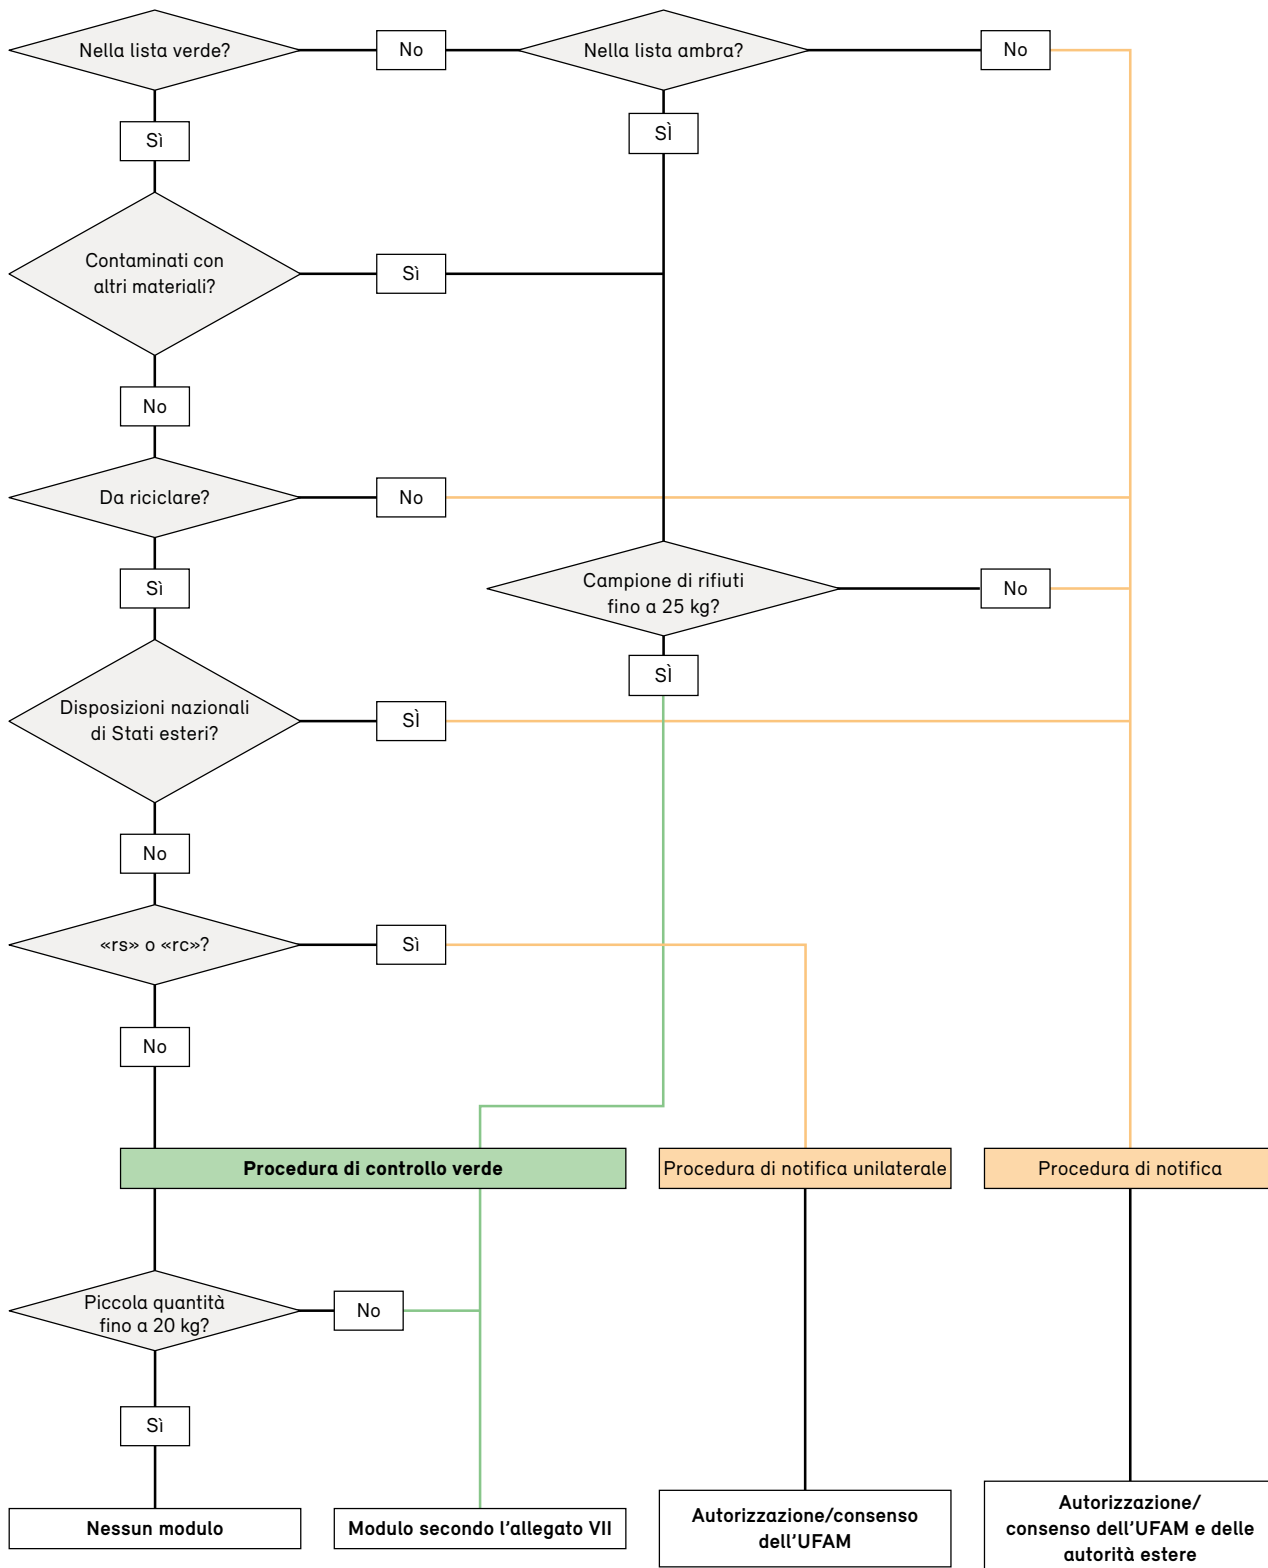 Nella lista verde?
No
Nella lista ambra?
No
Sì
SÌ
Contaminati con
altri materiali?
Sì
No
Da riciclare?
No
Sì
Campione di rifiuti
fino a 25 kg?
No
SÌ
Disposizioni nazionali
di Stati esteri?
SÌ
No
«rs» o «rc»?
Sì
No
Procedura di controllo verde
Procedura di notifica unilaterale
Procedura di notifica
Piccola quantità
fino a 20 kg?
No
Sì
Nessun modulo
Modulo secondo l'allegato VII
Autorizzazione/consenso
dell'UFAM
Autorizzazione/
consenso dell'UFAM e delle
autorità estere